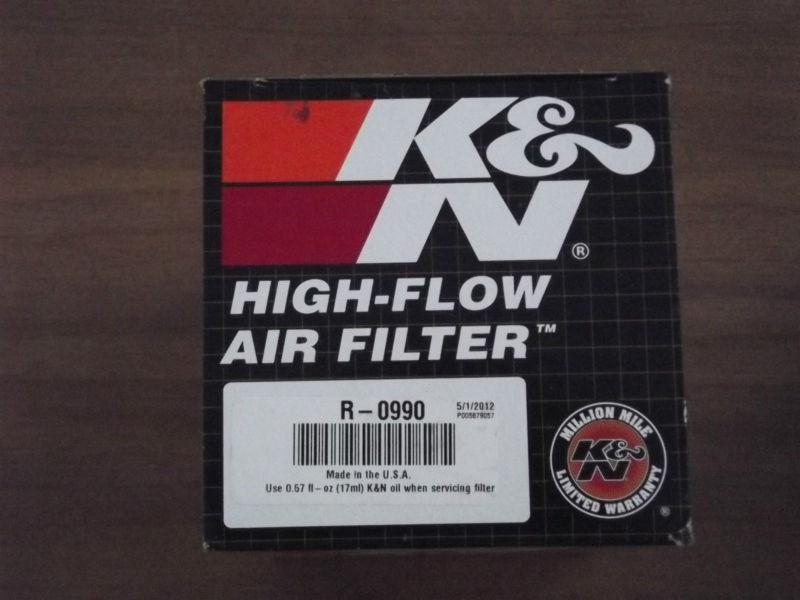 K&N®
HIGH-FLOW
AIR FILTER™
R-0990 5/1/2012
P005679057
Made in the U.S.A.
Use 0.57 fl-oz (17ml) K&N oil when servicing filter
MILLION MILE
K&N
LIMITED WARRANTY
®